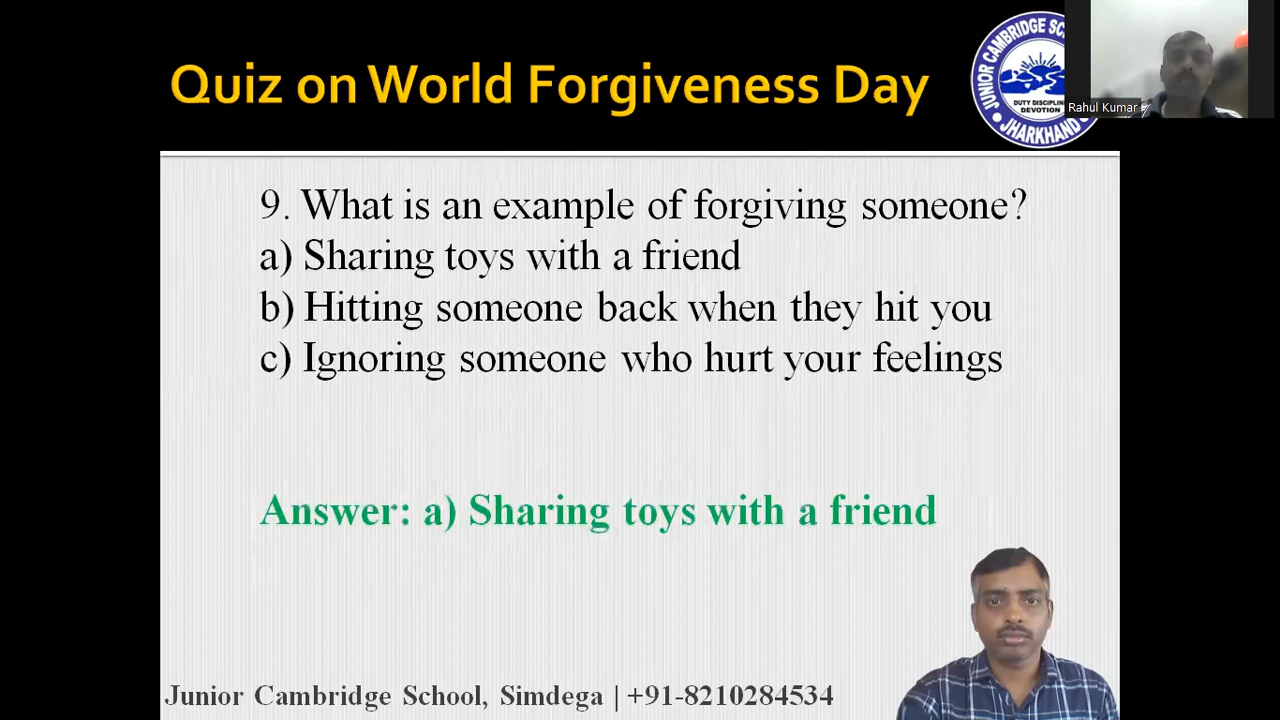 Quiz on World Forgiveness Day
JUNIOR CAMBRIDGE
DUTY DISCIPLINE
DEVOTION
JHARKHAND
Rahul Kumar
9. What is an example of forgiving someone?
a) Sharing toys with a friend
b) Hitting someone back when they hit you
c) Ignoring someone who hurt your feelings
Answer: a) Sharing toys with a friend
Junior Cambridge School, Simdega | +91-8210284534